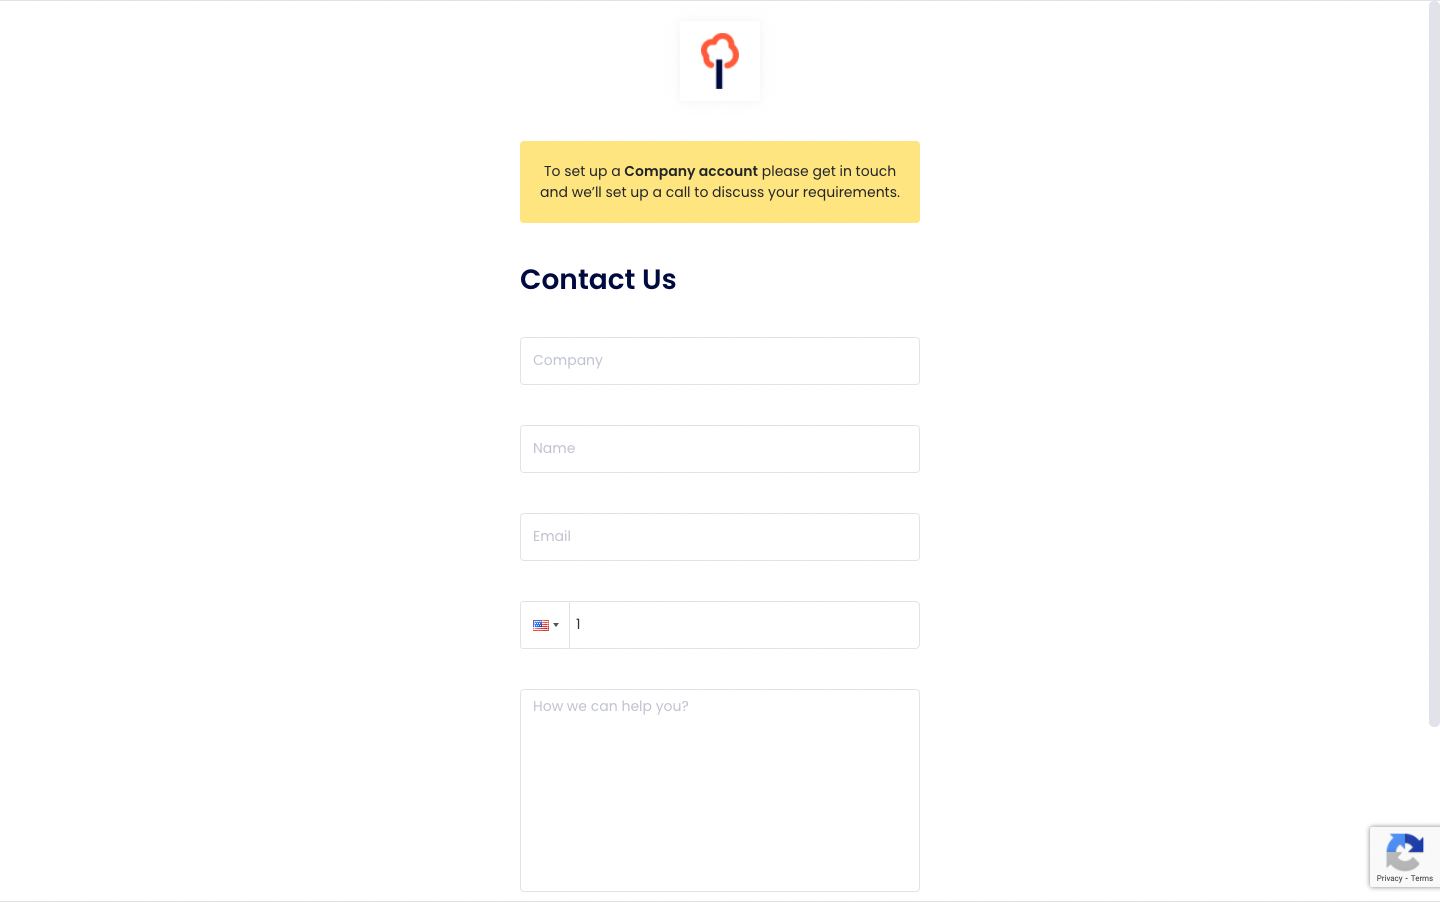 To set up a Company account please get in touch
and we’ll set up a call to discuss your requirements.
Contact Us
Company
Name
Email
1
How we can help you?
Privacy - Terms